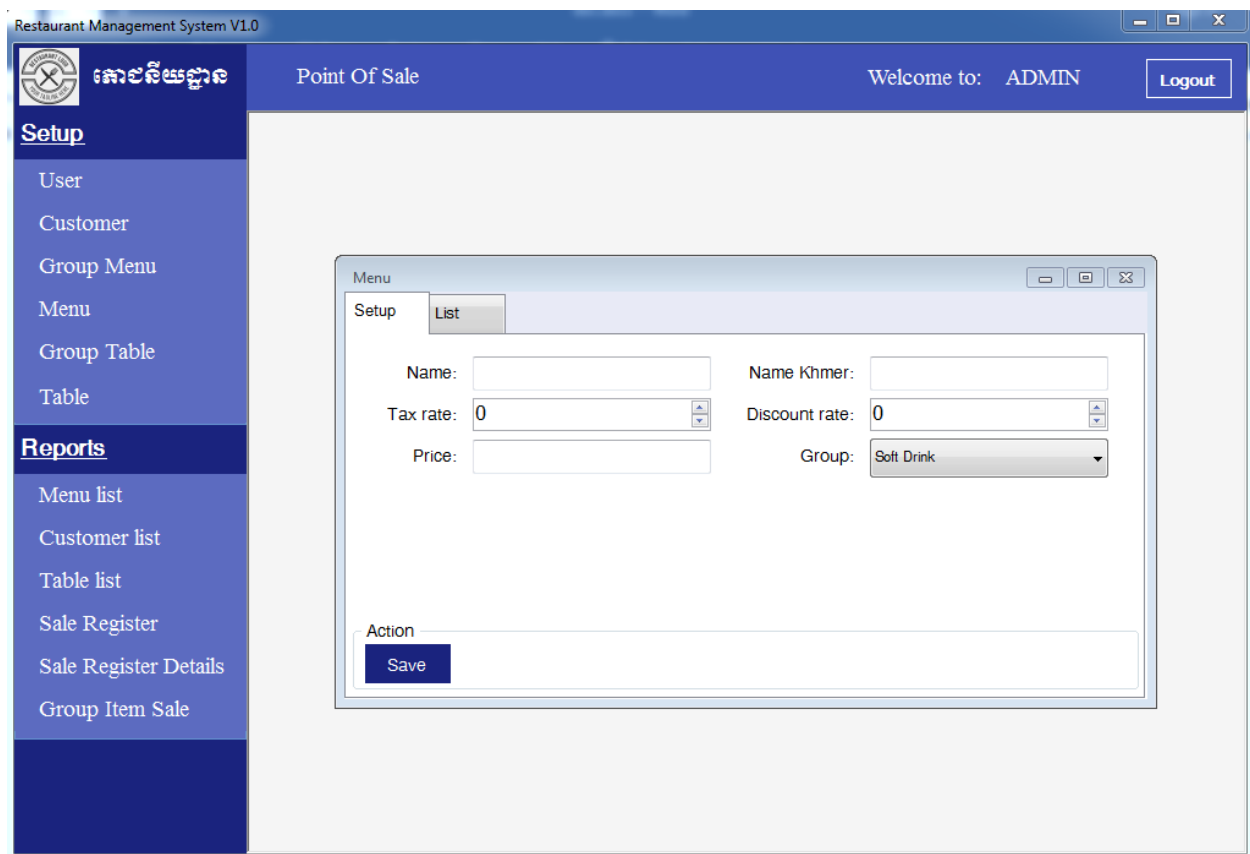 Restaurant Management System V1.0
ភោជនីយដ្ឋាន
Point Of Sale
Welcome to: ADMIN
Logout
Setup
User
Customer
Group Menu
Menu
Group Table
Table
Reports
Menu list
Customer list
Table list
Sale Register
Sale Register Details
Group Item Sale
Menu
Setup List
Name: Name Khmer:
Tax rate: 0 Discount rate: 0
Price: Group: Soft Drink
Action
Save